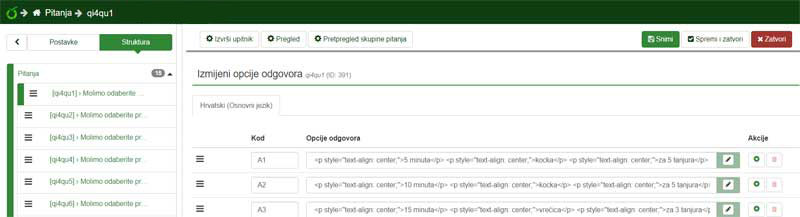 Pitanja → qi4qu1
Postavke Struktura
Izvrši upitnik Pregled Pretpregled skupine pitanja
Snimi Spremi i zatvori Zatvori
Pitanja 18
[qi4qu1] › Molimo odaberite …
[qi4qu2] › Molimo odaberite pr…
[qi4qu3] › Molimo odaberite pr…
[qi4qu4] › Molimo odaberite pr…
[qi4qu5] › Molimo odaberite pr…
[qi4qu6] › Molimo odaberite pr…
Izmijeni opcije odgovora qi4qu1 (ID: 391)
Hrvatski (Osnovni jezik)
Kod Opcije odgovora Akcije
A1 <p style="text-align: center;">5 minuta</p> <p style="text-align: center;">kocka</p> <p style="text-align: center;">za 5 tanjura</p>
A2 <p style="text-align: center;">10 minuta</p> <p style="text-align: center;">kocka</p> <p style="text-align: center;">za 5 tanjura</p>
A3 <p style="text-align: center;">15 minuta</p> <p style="text-align: center;">vrećica</p> <p style="text-align: center;">za 3 tanjura</p>